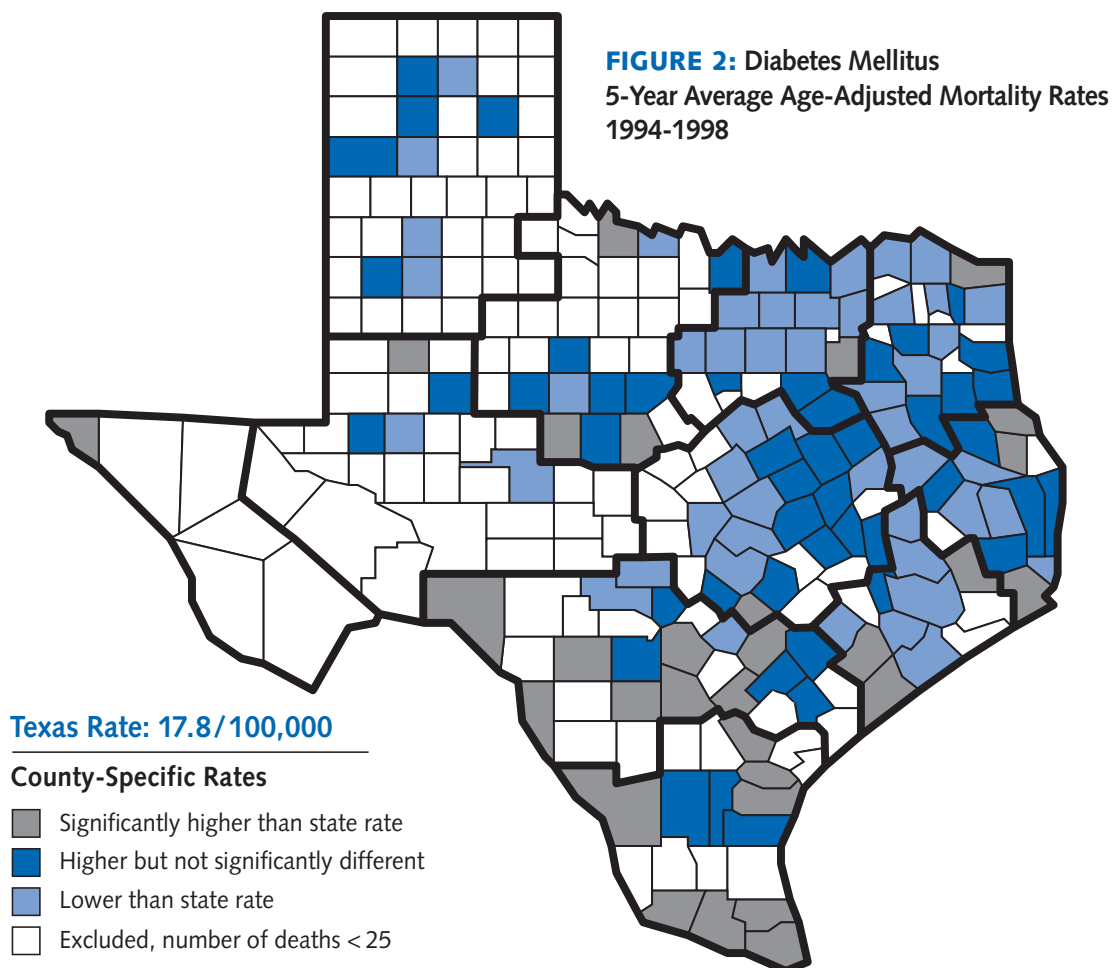 FIGURE 2: Diabetes Mellitus
5-Year Average Age-Adjusted Mortality Rates
1994-1998
Texas Rate: 17.8/100,000
County-Specific Rates
Significantly higher than state rate
Higher but not significantly different
Lower than state rate
Excluded, number of deaths <25